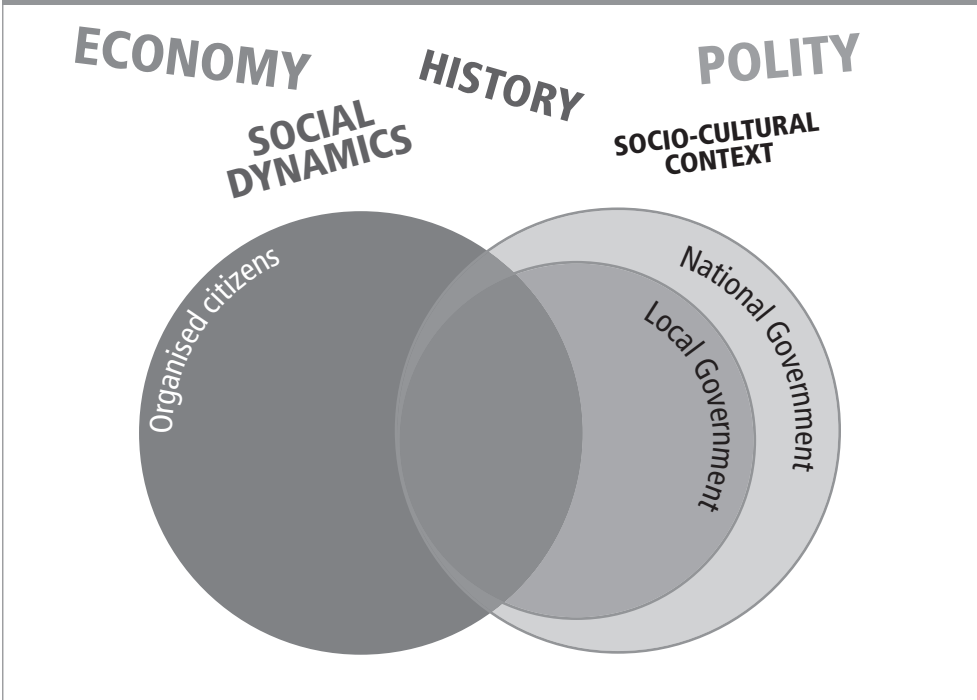 ECONOMY
HISTORY
POLITY
SOCIAL
DYNAMICS
SOCIO-CULTURAL
CONTEXT
Organised citizens
National Government
Local Government